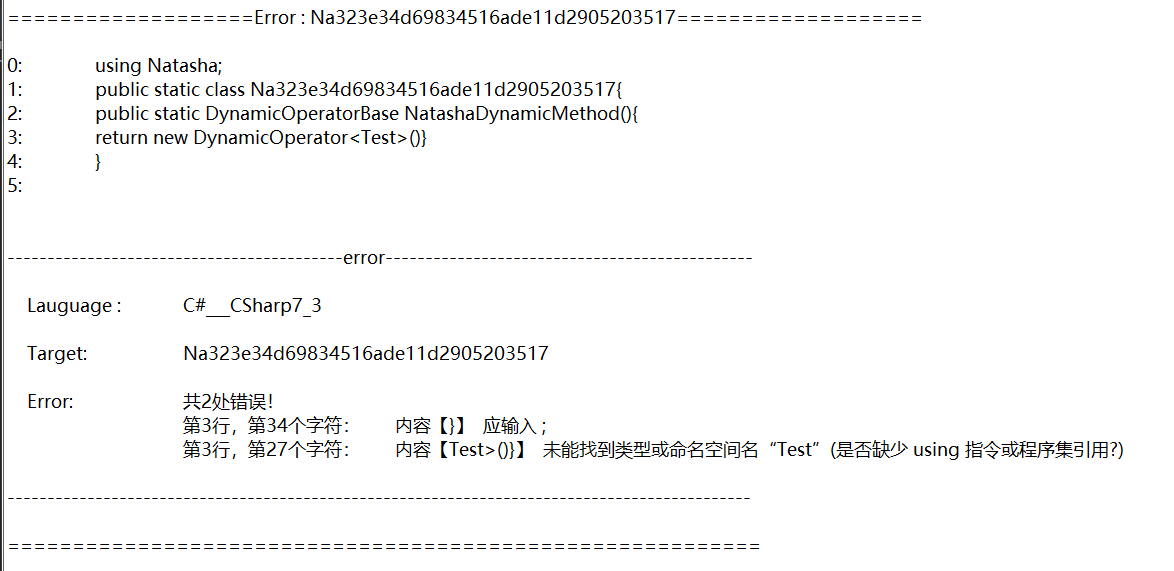 ===================Error : Na323e34d69834516ade11d2905203517===================
0: using Natasha;
1: public static class Na323e34d69834516ade11d2905203517{
2: public static DynamicOperatorBase NatashaDynamicMethod(){
3: return new DynamicOperator<Test>()}
4: }
5:
------------------------------------------error----------------------------------------------
Lauguage : C#___CSharp7_3
Target: Na323e34d69834516ade11d2905203517
Error: 共2处错误!
第3行，第34个字符： 内容【}】 应输入 ;
第3行，第27个字符： 内容【Test>()}】 未能找到类型或命名空间名“Test”(是否缺少 using 指令或程序集引用?)
---------------------------------------------------------------------------------------------
==========================================================